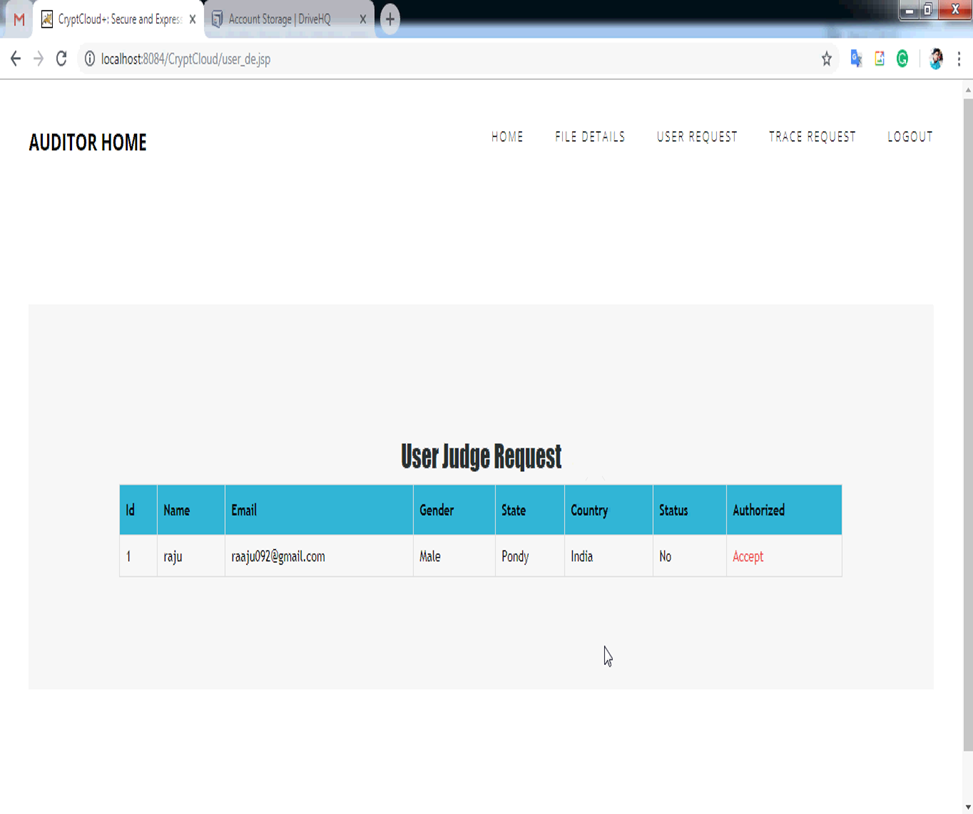 M CryptCloud+: Secure and Express Account Storage | DriveHQ
localhost:8084/CryptCloud/user_de.jsp
AUDITOR HOME HOME FILE DETAILS USER REQUEST TRACE REQUEST LOGOUT
User Judge Request
Id Name Email Gender State Country Status Authorized
1 raju raaju092@gmail.com Male Pondy India No Accept